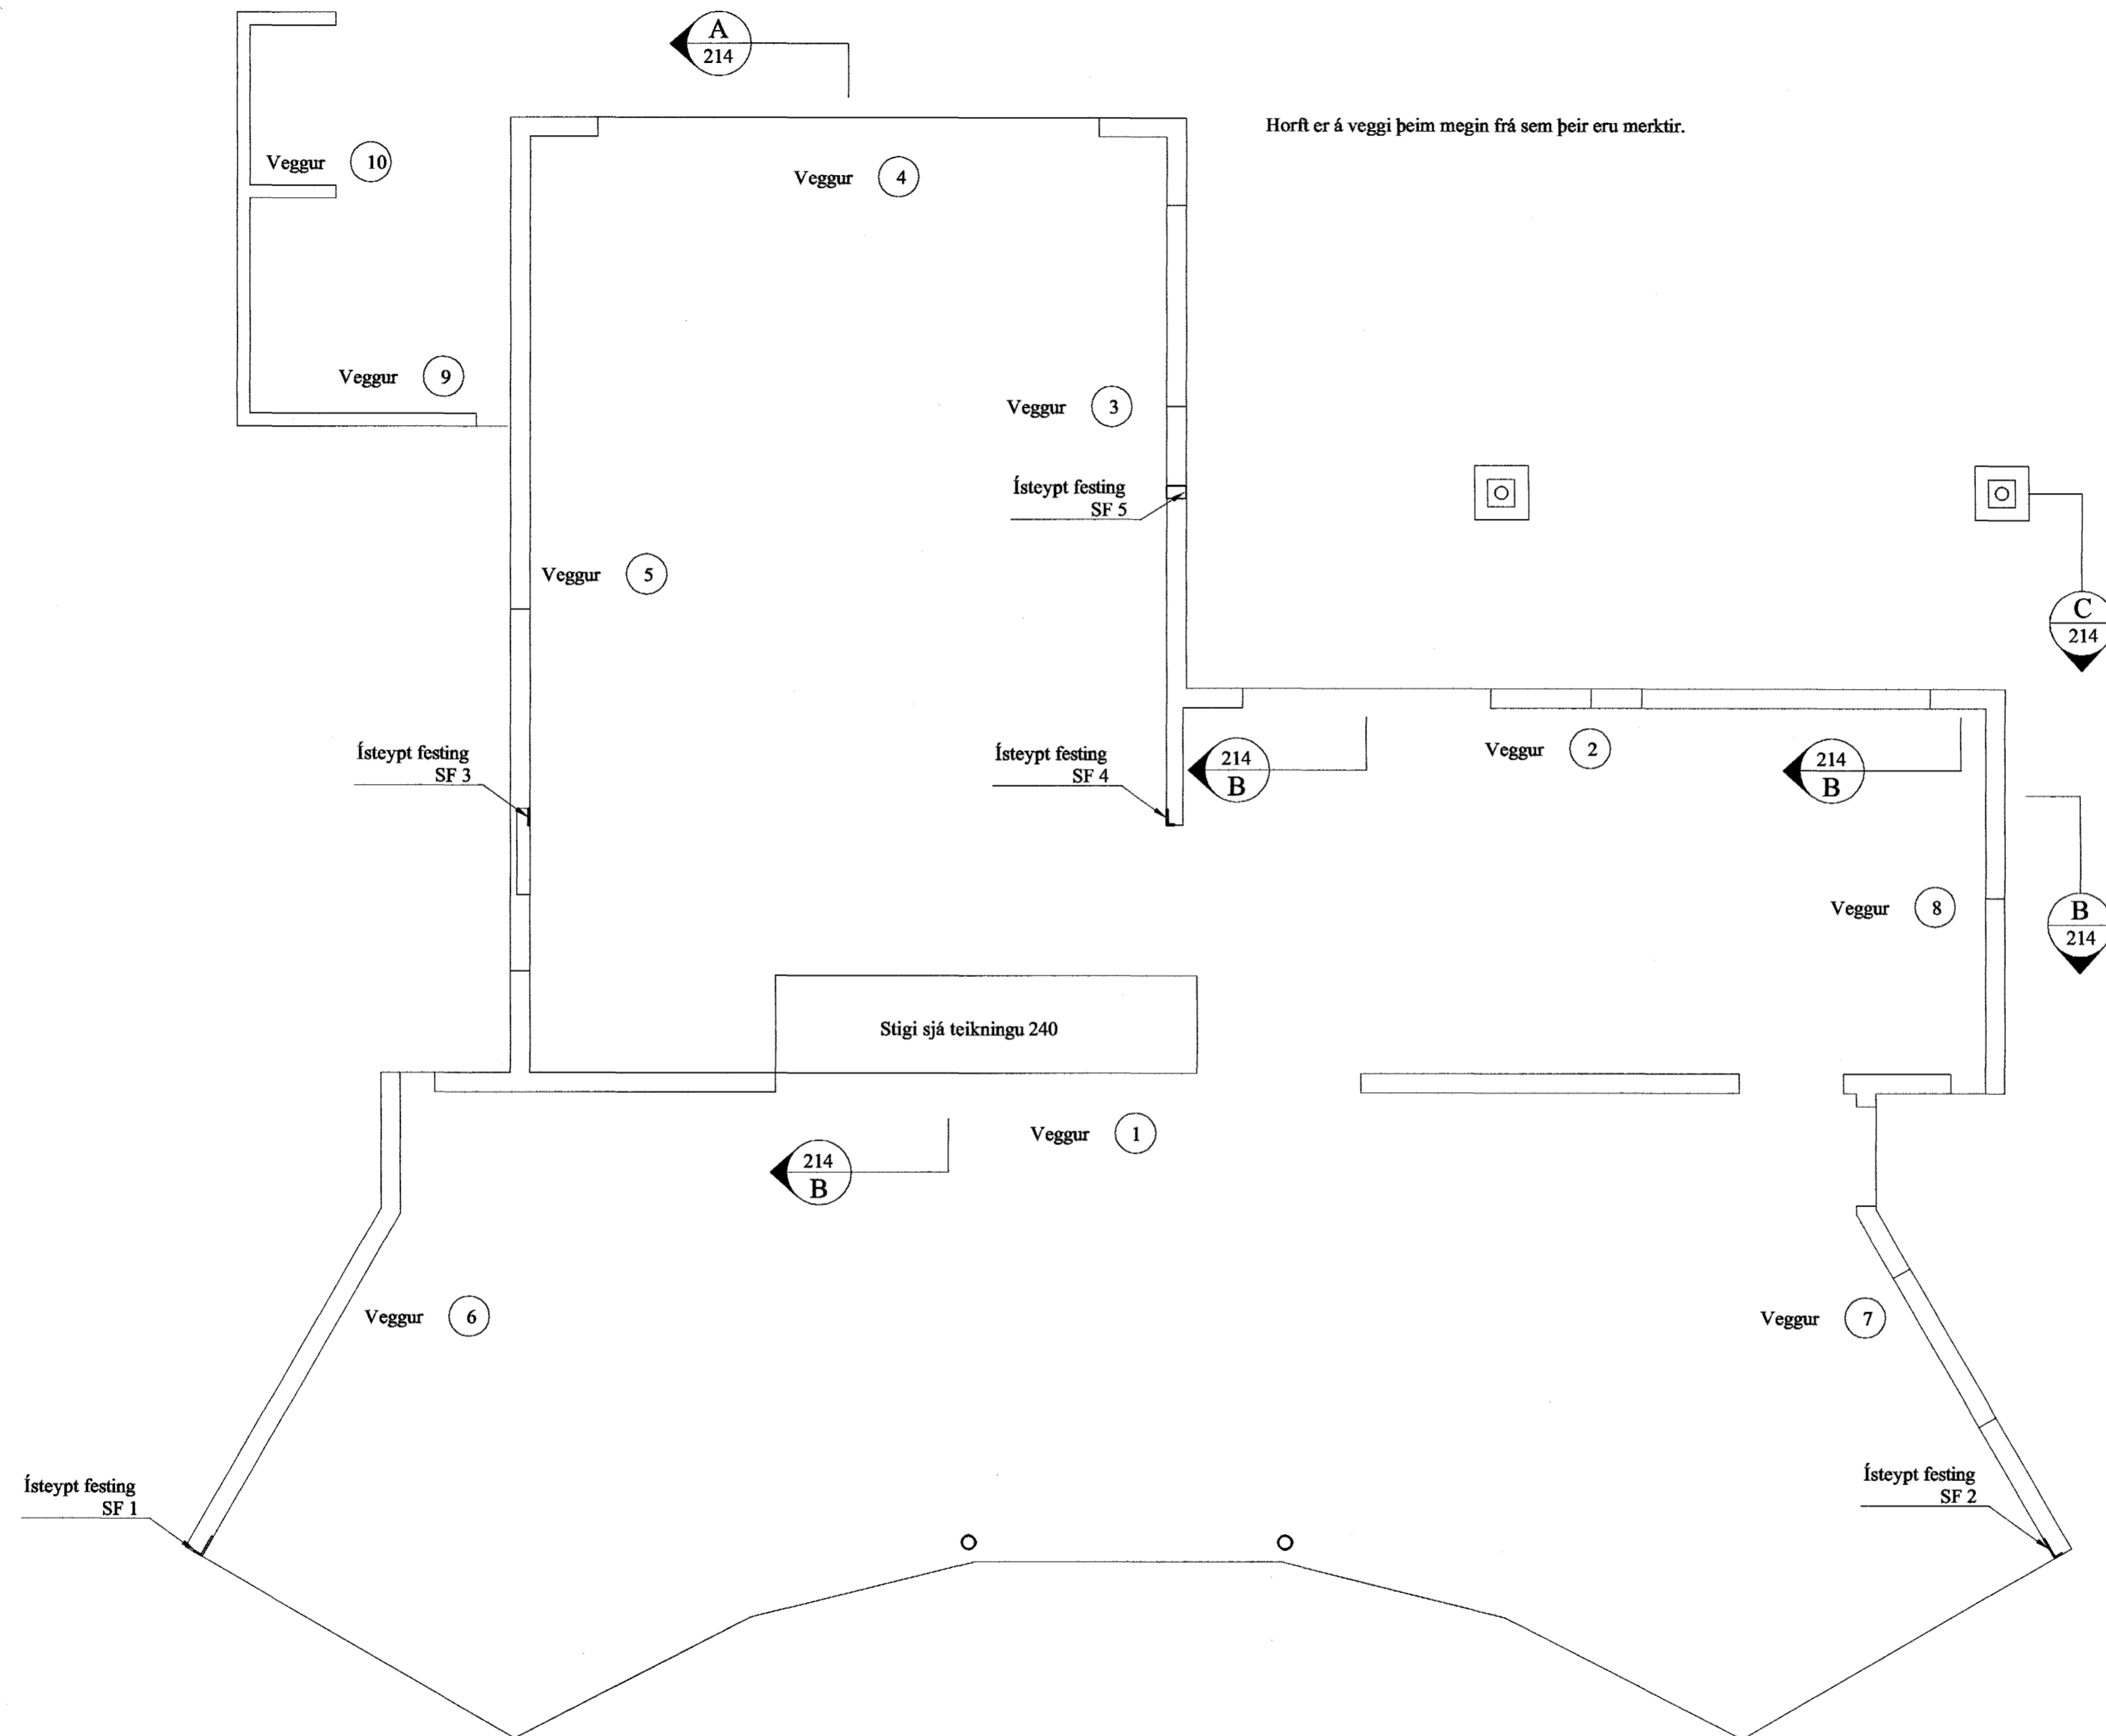 A
214
Horft er á veggi þeim megin frá sem þeir eru merktir.
Veggur 10
Veggur 4
Veggur 9
Veggur 3
Ísteypt festing
SF 5
Veggur 5
C
214
Ísteypt festing
SF 3
Ísteypt festing
SF 4
214
B
Veggur 2
214
B
Veggur 8
B
214
Stigi sjá teikningu 240
Veggur 1
214
B
Veggur 6
Veggur 7
Ísteypt festing
SF 1
Ísteypt festing
SF 2